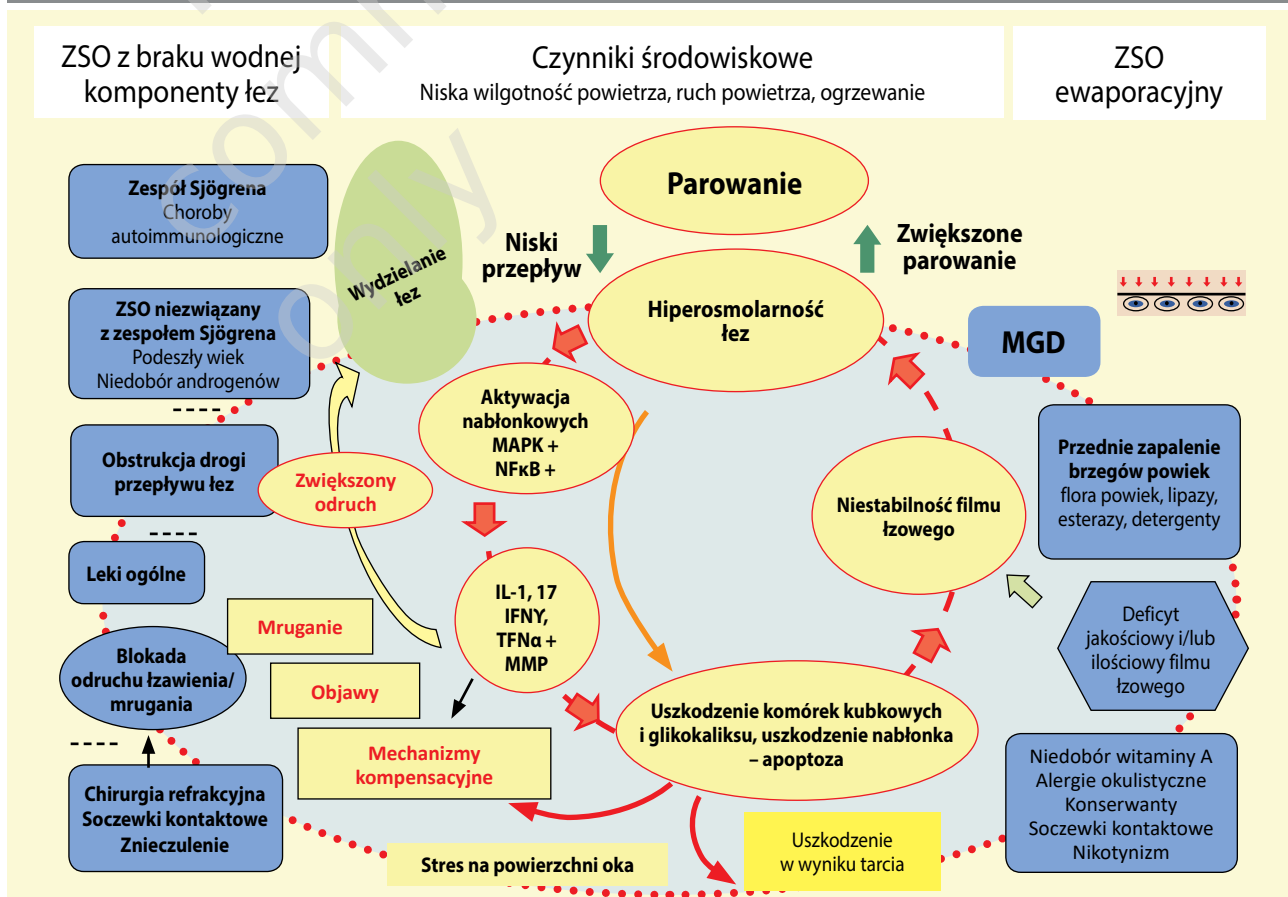 ZSO z braku wodnej
komponenty łez
Czynniki środowiskowe
Niska wilgotność powietrza, ruch powietrza, ogrzewanie
ZSO
ewaporacyjny
Zespół Sjögrena
Choroby
autoimmunologiczne
Wydzielanie
łez
Parowanie
Niski
przepływ
Zwiększone
parowanie
Hiperosmolarność
łez
ZSO niezwiązany
z zespołem Sjögrena
Podeszły wiek
Niedobór androgenów
MGD
Aktywacja
nabłonkowych
MAPK +
NFκB +
Obstrukcja drogi
przepływu łez
Zwiększony
odruch
Przednie zapalenie
brzegów powiek
flora powiek, lipazy,
esterazy, detergenty
Niestabilność filmu
łzowego
Leki ogólne
IL-1, 17
IFNY,
TFNα +
MMP
Mruganie
Deficyt
jakościowy i/lub
ilościowy filmu
łzowego
Blokada
odruchu łzawienia/
mrugania
Objawy
Uszkodzenie komórek kubkowych
i glikokaliksu, uszkodzenie nabłonka
– apoptoza
Mechanizmy
kompensacyjne
Chirurgia refrakcyjna
Soczewki kontaktowe
Znieczulenie
Niedobór witaminy A
Alergie okulistyczne
Konserwanty
Soczewki kontaktowe
Nikotynizm
Stres na powierzchni oka
Uszkodzenie
w wyniku tarcia
only